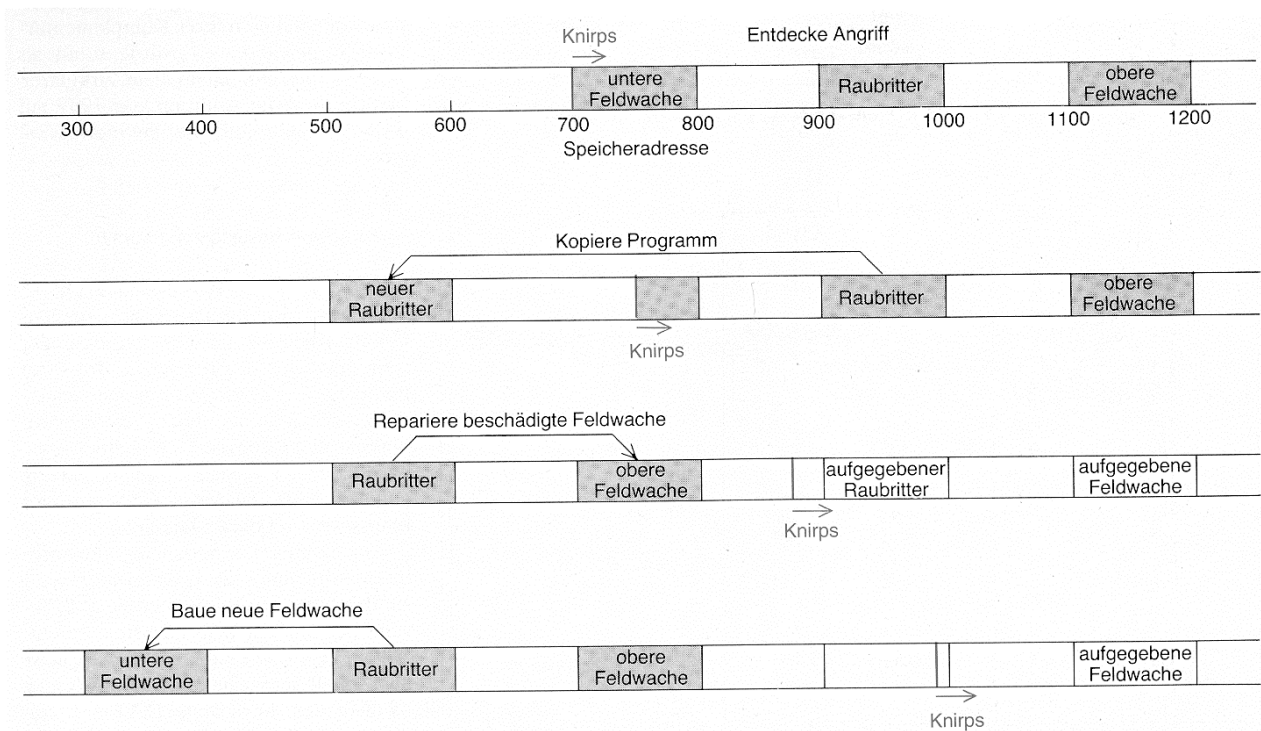 Knirps
Entdecke Angriff
untere
Feldwache
Raubritter
obere
Feldwache
300 400 500 600 700 800 900 1000 1100 1200
Speicheradresse
Kopiere Programm
neuer
Raubritter
Raubritter
obere
Feldwache
Knirps
Repariere beschädigte Feldwache
Raubritter
obere
Feldwache
aufgegebener
Raubritter
aufgegebene
Feldwache
Knirps
Baue neue Feldwache
untere
Feldwache
Raubritter
obere
Feldwache
aufgegebene
Feldwache
Knirps